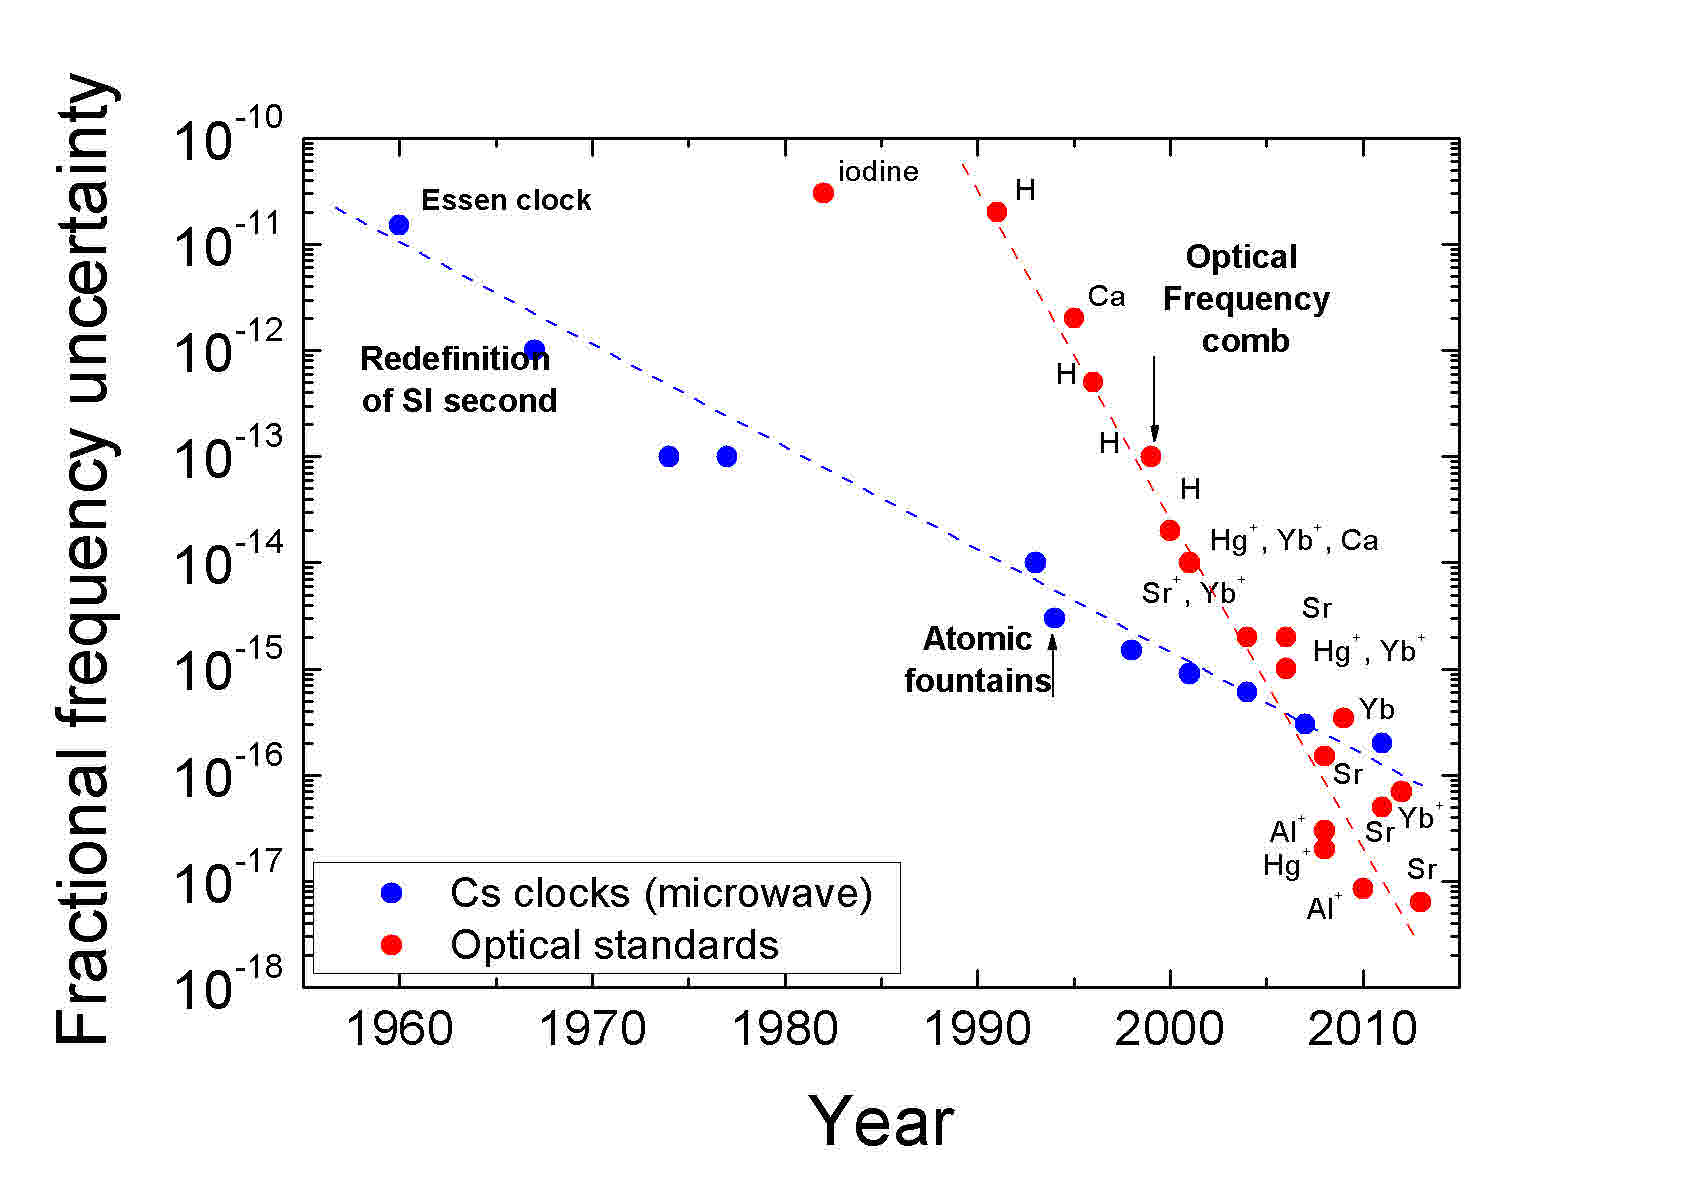 Fractional frequency uncertainty
10^-10
10^-11
10^-12
10^-13
10^-14
10^-15
10^-16
10^-17
10^-18
iodine
H
Essen clock
Optical
Frequency
comb
Ca
Redefinition
of SI second
H
H
H
Hg⁺, Yb⁺, Ca
Sr⁺, Yb⁺
Sr
Atomic
fountains
Hg⁺, Yb⁺
Yb
Sr
Al⁺
Sr
Yb⁺
Hg⁺
Sr
Al⁺
Cs clocks (microwave)
Optical standards
1960 1970 1980 1990 2000 2010
Year